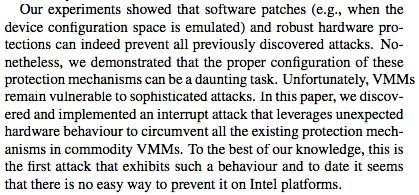 Our experiments showed that software patches (e.g., when the
device configuration space is emulated) and robust hardware pro-
tections can indeed prevent all previously discovered attacks. No-
netheless, we demonstrated that the proper configuration of these
protection mechanisms can be a daunting task. Unfortunately, VMMs
remain vulnerable to sophisticated attacks. In this paper, we discov-
ered and implemented an interrupt attack that leverages unexpected
hardware behaviour to circumvent all the existing protection mech-
anisms in commodity VMMs. To the best of our knowledge, this is
the first attack that exhibits such a behaviour and to date it seems
that there is no easy way to prevent it on Intel platforms.